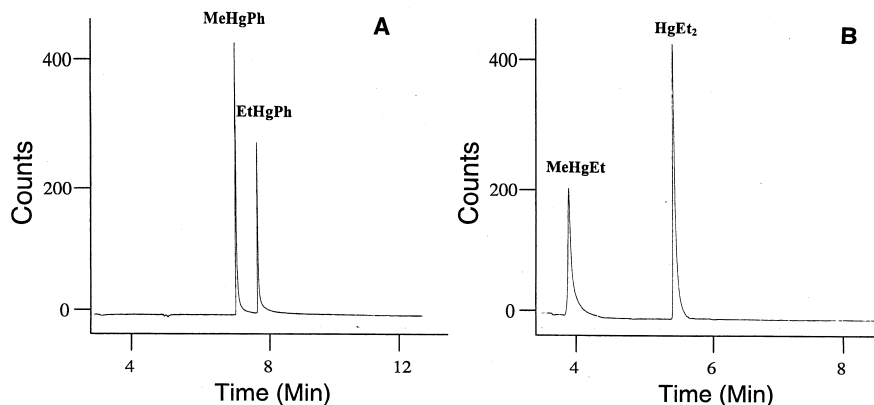 A
MeHgPh
EtHgPh
400
200
0
Counts
4
8
12
Time (Min)
B
HgEt₂
MeHgEt
400
200
0
Counts
4
6
8
Time (Min)